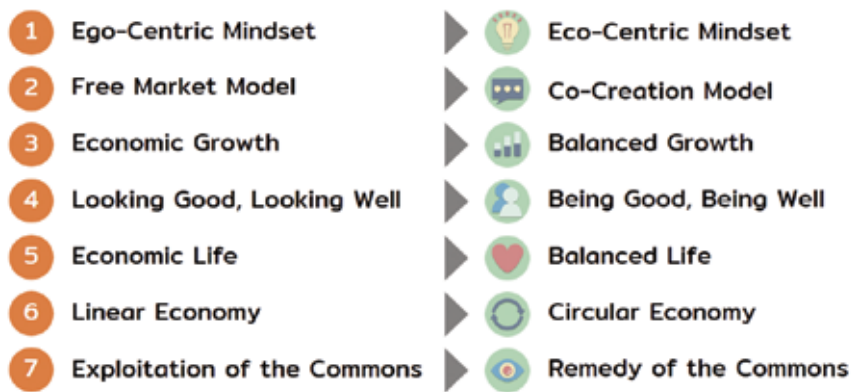 1 Ego-Centric Mindset Eco-Centric Mindset
2 Free Market Model Co-Creation Model
3 Economic Growth Balanced Growth
4 Looking Good, Looking Well Being Good, Being Well
5 Economic Life Balanced Life
6 Linear Economy Circular Economy
7 Exploitation of the Commons Remedy of the Commons